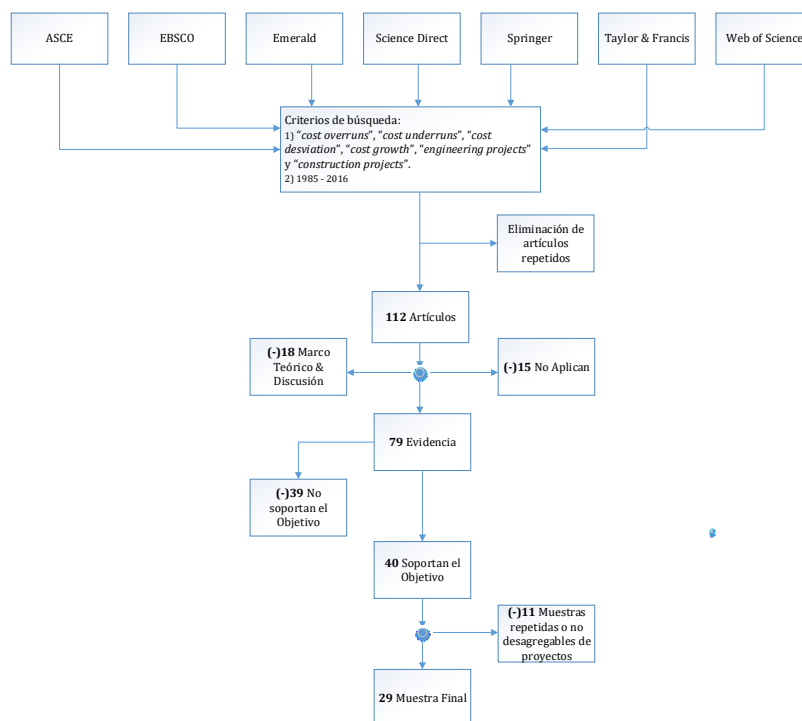 ASCE
EBSCO
Emerald
Science Direct
Springer
Taylor & Francis
Web of Science
Criterios de búsqueda:
1) “cost overruns”, “cost underruns”, “cost
desviation”, “cost growth”, “engineering projects”
y “construction projects”.
2) 1985 - 2016
Eliminación de
artículos
repetidos
112 Artículos
(-)18 Marco
Teórico &
Discusión
(-)15 No Aplican
79 Evidencia
(-)39 No
soportan el
Objetivo
40 Soportan el
Objetivo
(-)11 Muestras
repetidas o no
desagregables de
proyectos
29 Muestra Final